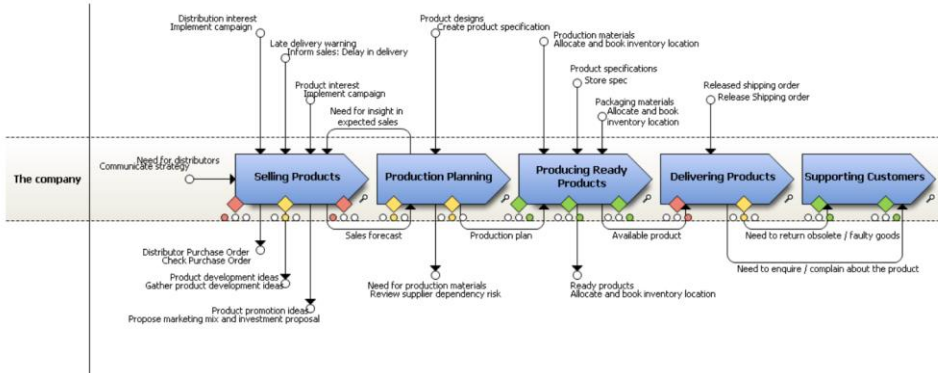 Distribution interest
Implement campaign
Late delivery warning
Inform sales: Delay in delivery
Product interest
Implement campaign
Need for insight in
expected sales
Product designs
Create product specification
Production materials
Allocate and book inventory location
Product specifications
Store spec
Packaging materials
Allocate and book
inventory location
Released shipping order
Release Shipping order
Need for distributors
Communicate strategy
The company
Selling Products
Production Planning
Producing Ready
Products
Delivering Products
Supporting Customers
Sales forecast
Production plan
Available product
Need to return obsolete / faulty goods
Need to enquire / complain about the product
Distributor Purchase Order
Check Purchase Order
Product development ideas
Gather product development ideas
Product promotion ideas
Propose marketing mix and investment proposal
Need for production materials
Review supplier dependency risk
Ready products
Allocate and book inventory location